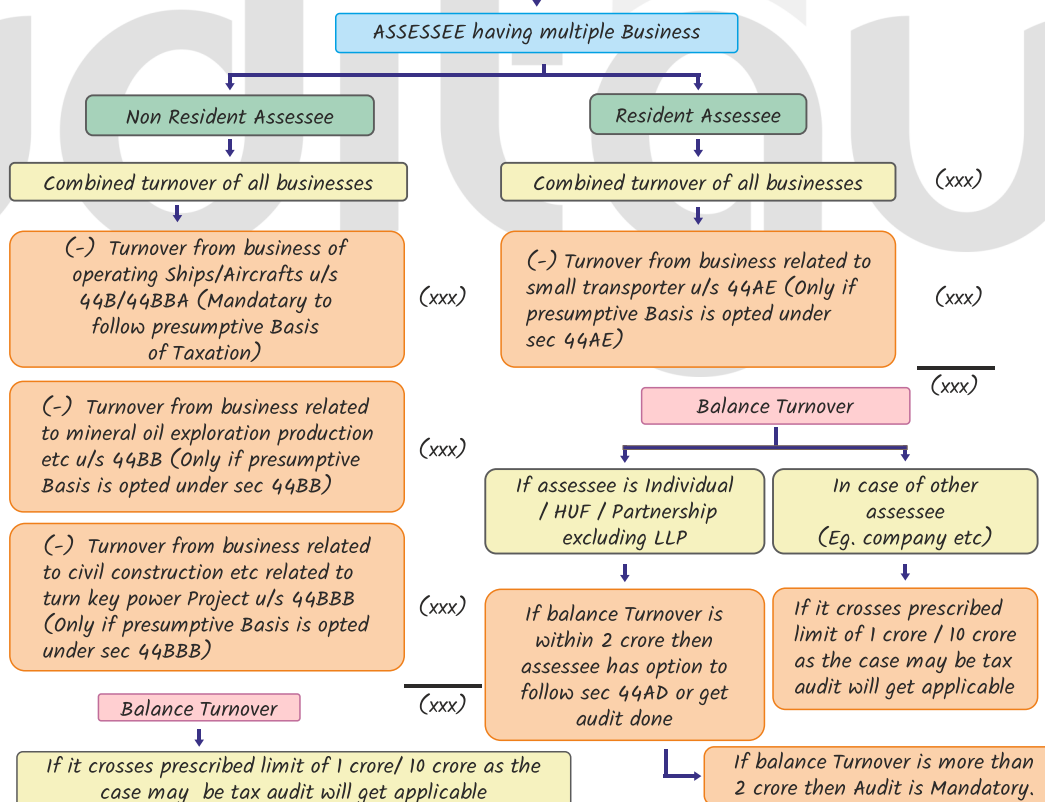 ASSESSEE having multiple Business
Non Resident Assessee
Combined turnover of all businesses
(-) Turnover from business of
operating Ships/Aircrafts u/s
44B/44BBA (Mandatary to
follow presumptive Basis
of Taxation)
(xxx)
(-) Turnover from business related
to mineral oil exploration production
etc u/s 44BB (Only if presumptive
Basis is opted under sec 44BB)
(xxx)
(-) Turnover from business related
to civil construction etc related to
turn key power Project u/s 44BBB
(Only if presumptive Basis is opted
under sec 44BBB)
(xxx)
Balance Turnover
(xxx)
If it crosses prescribed limit of 1 crore/ 10 crore as the
case may be tax audit will get applicable
Resident Assessee
Combined turnover of all businesses
(xxx)
(-) Turnover from business related to
small transporter u/s 44AE (Only if
presumptive Basis is opted under
sec 44AE)
(xxx)
(xxx)
Balance Turnover
If assessee is Individual
/ HUF / Partnership
excluding LLP
If balance Turnover is
within 2 crore then
assessee has option to
follow sec 44AD or get
audit done
If balance Turnover is more than
2 crore then Audit is Mandatory.
In case of other
assessee
(Eg. company etc)
If it crosses prescribed
limit of 1 crore / 10 crore
as the case may be tax
audit will get applicable